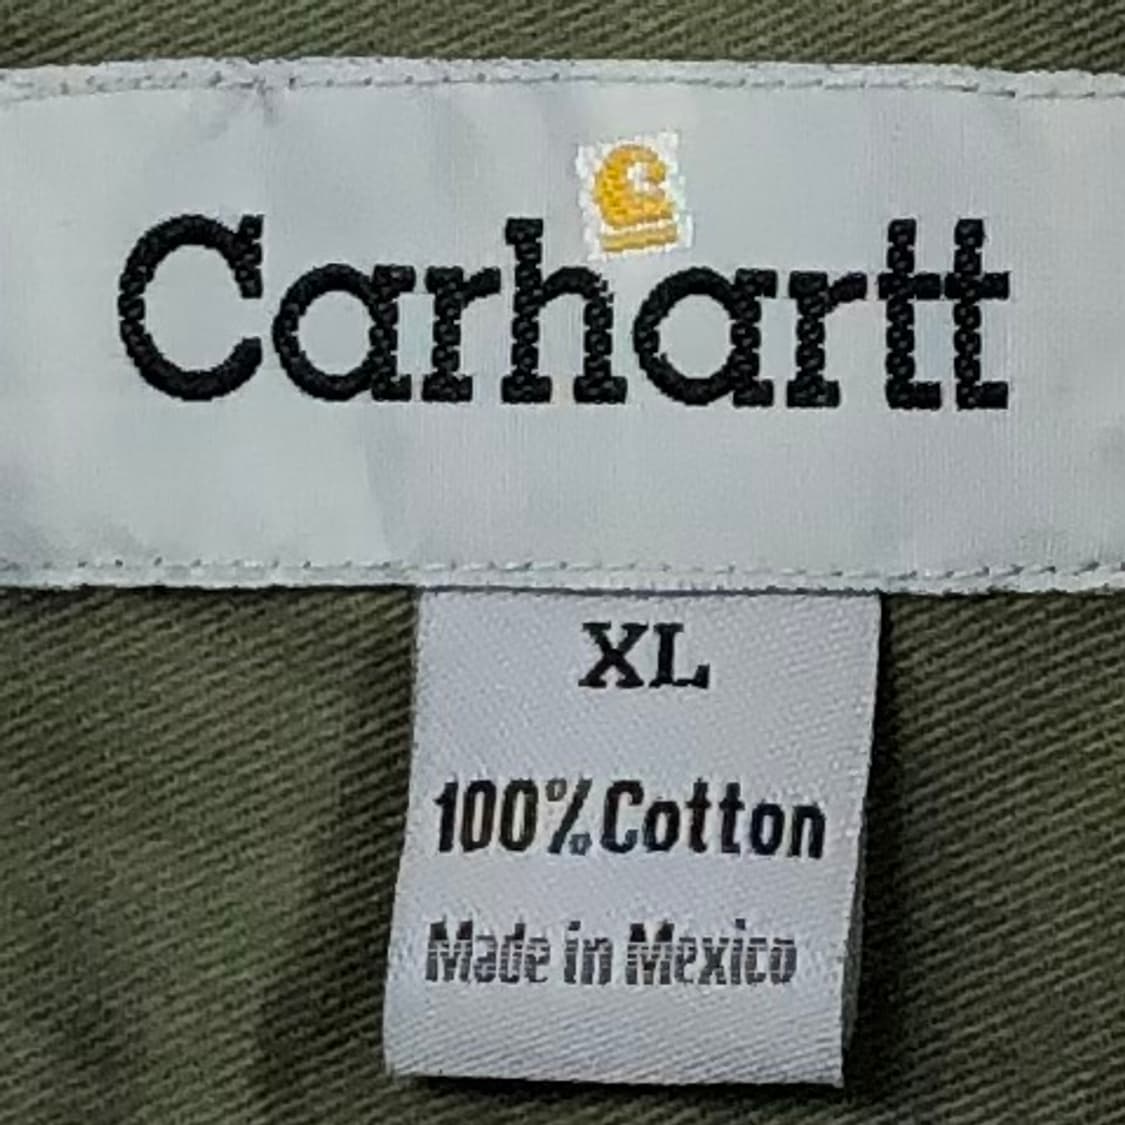 Carhartt
XL
100% Cotton
Made in Mexico